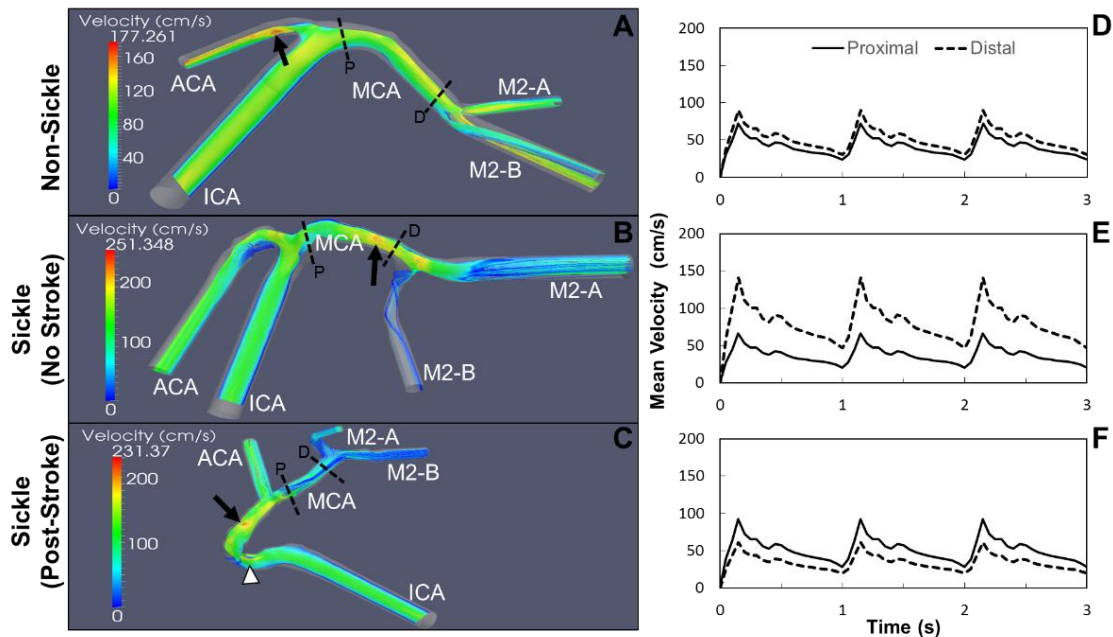 Non-Sickle
Velocity (cm/s)
177.261
160
120
80
40
0
A
ACA
P
MCA
D
M2-A
M2-B
ICA
D
Proximal
Distal
200
150
100
50
0
0
1
2
3
Sickle
(No Stroke)
Velocity (cm/s)
251.348
200
100
0
B
MCA
D
P
M2-A
M2-B
ACA
ICA
E
200
150
100
50
0
0
1
2
3
Mean Velocity (cm/s)
Sickle
(Post-Stroke)
Velocity (cm/s)
231.37
200
100
0
C
M2-A
ACA
D
P
M2-B
MCA
ICA
F
200
150
100
50
0
0
1
2
3
Time (s)